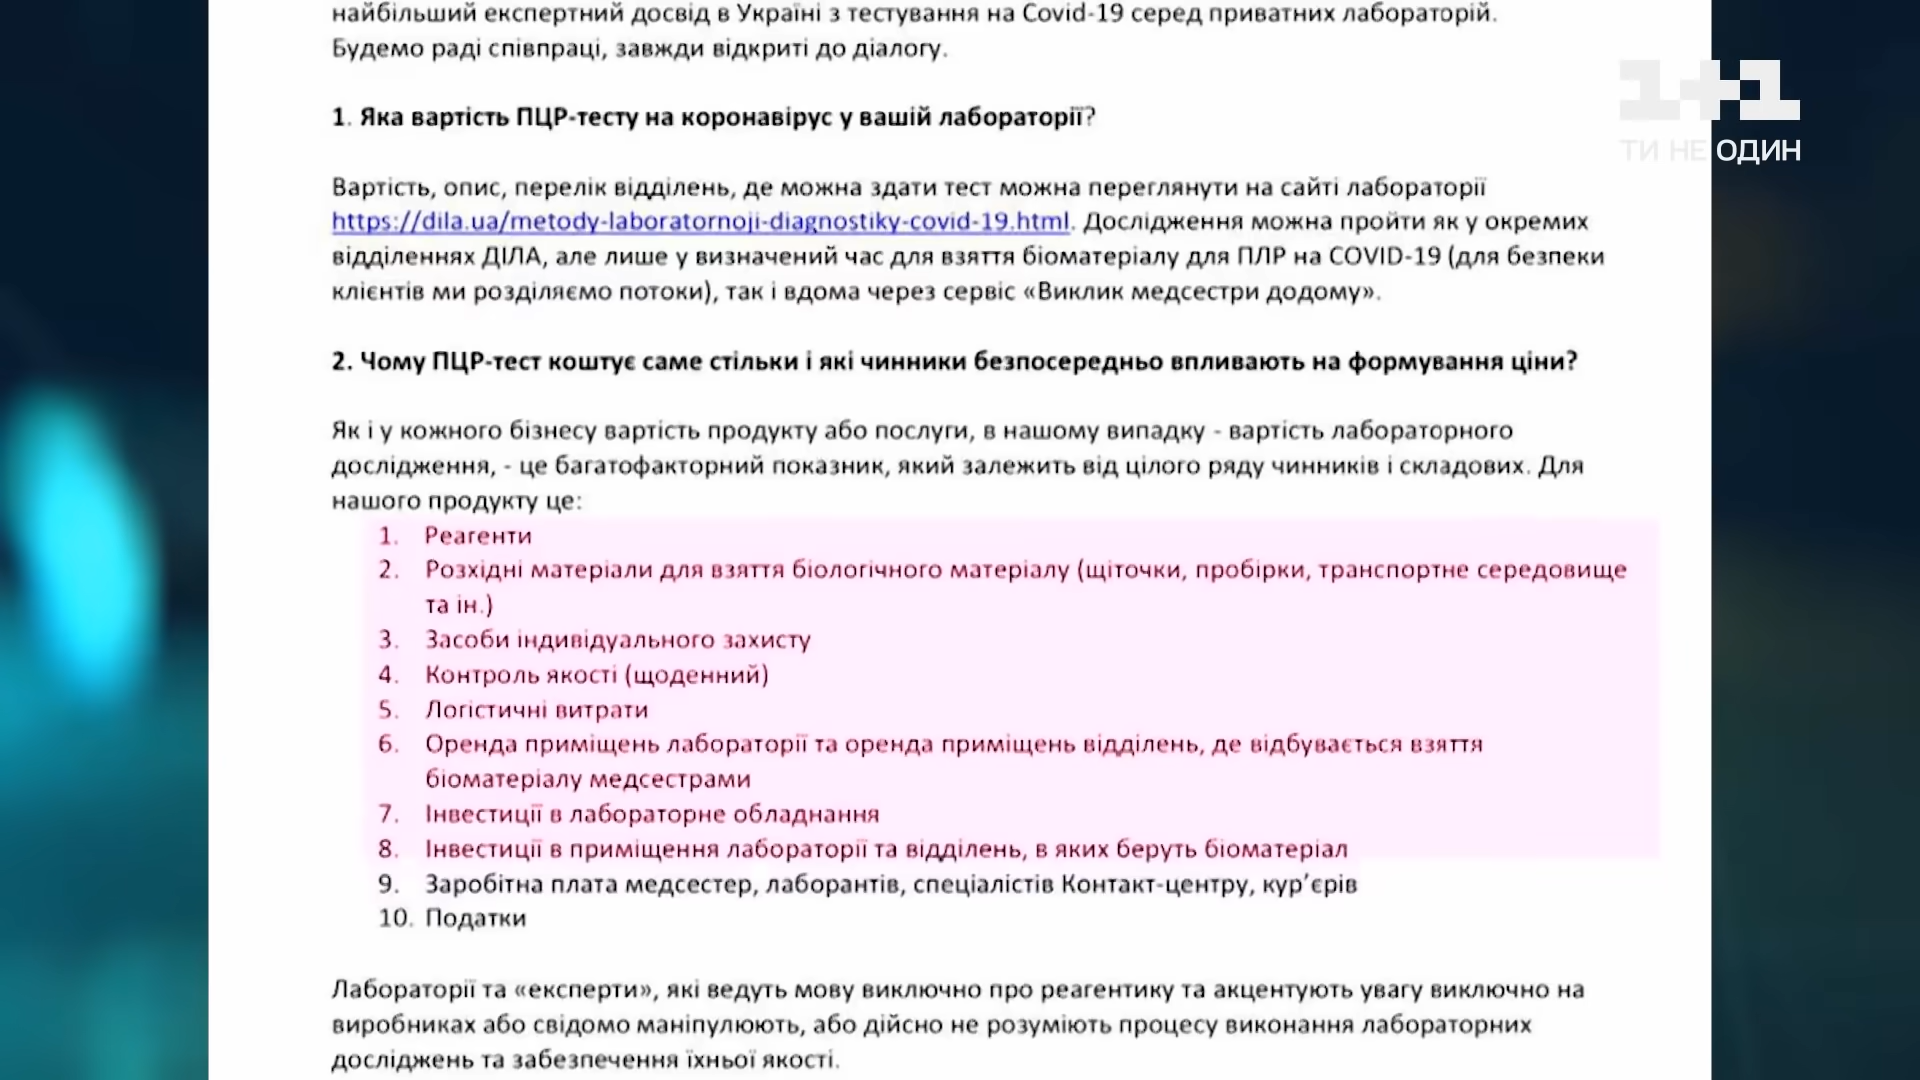 найбільший експертний досвід в Україні з тестування на Covid-19 серед приватних лабораторій.
Будемо раді співпраці, завжди відкриті до діалогу.
1+1
ТИ НЕ ОДИН
1. Яка вартість ПЦР-тесту на коронавірус у вашій лабораторії?
Вартість, опис, перелік відділень, де можна здати тест можна переглянути на сайті лабораторії
https://dila.ua/metody-laboratornoji-diagnostiky-covid-19.html. Дослідження можна пройти як у окремих
відділеннях ДІЛА, але лише у визначений час для взяття біоматеріалу для ПЛР на COVID-19 (для безпеки
клієнтів ми розділяємо потоки), так і вдома через сервіс «Виклик медсестри додому».
2. Чому ПЦР-тест коштує саме стільки і які чинники безпосередньо впливають на формування ціни?
Як і у кожного бізнесу вартість продукту або послуги, в нашому випадку - вартість лабораторного
дослідження, - це багатофакторний показник, який залежить від цілого ряду чинників і складових. Для
нашого продукту це:
1. Реагенти
2. Розхідні матеріали для взяття біологічного матеріалу (щіточки, пробірки, транспортне середовище
та ін.)
3. Засоби індивідуального захисту
4. Контроль якості (щоденний)
5. Логістичні витрати
6. Оренда приміщень лабораторії та оренда приміщень відділень, де відбувається взяття
біоматеріалу медсестрами
7. Інвестиції в лабораторне обладнання
8. Інвестиції в приміщення лабораторії та відділень, в яких беруть біоматеріал
9. Заробітна плата медсестер, лаборантів, спеціалістів Контакт-центру, кур’єрів
10. Податки
Лабораторії та «експерти», які ведуть мову виключно про реагентику та акцентують увагу виключно на
виробниках або свідомо маніпулюють, або дійсно не розуміють процесу виконання лабораторних
досліджень та забезпечення їхньої якості.